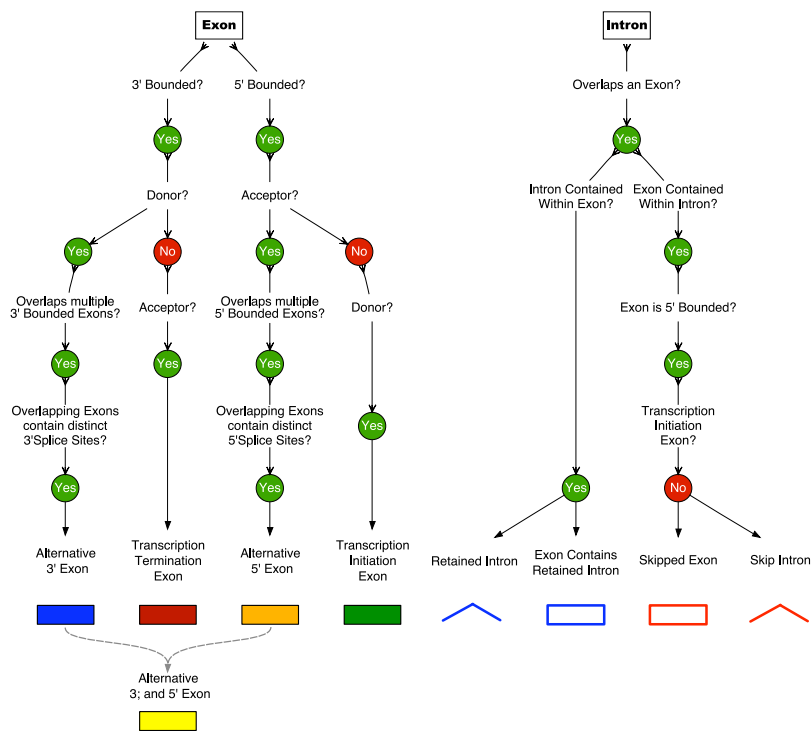 Exon
Intron
3' Bounded?
5' Bounded?
Overlaps an Exon?
Yes
Yes
Yes
Donor?
Acceptor?
Intron Contained
Within Exon?
Exon Contained
Within Intron?
Yes
No
Yes
No
Yes
Overlaps multiple
3' Bounded Exons?
Acceptor?
Overlaps multiple
5' Bounded Exons?
Donor?
Exon is 5' Bounded?
Yes
Yes
Yes
Yes
Overlapping Exons
contain distinct
3'Splice Sites?
Overlapping Exons
contain distinct
5'Splice Sites?
Yes
Transcription
Initiation
Exon?
Yes
Yes
Yes
No
Alternative
3' Exon
Transcription
Termination
Exon
Alternative
5' Exon
Transcription
Initiation
Exon
Retained Intron
Exon Contains
Retained Intron
Skipped Exon
Skip Intron
Alternative
3; and 5' Exon